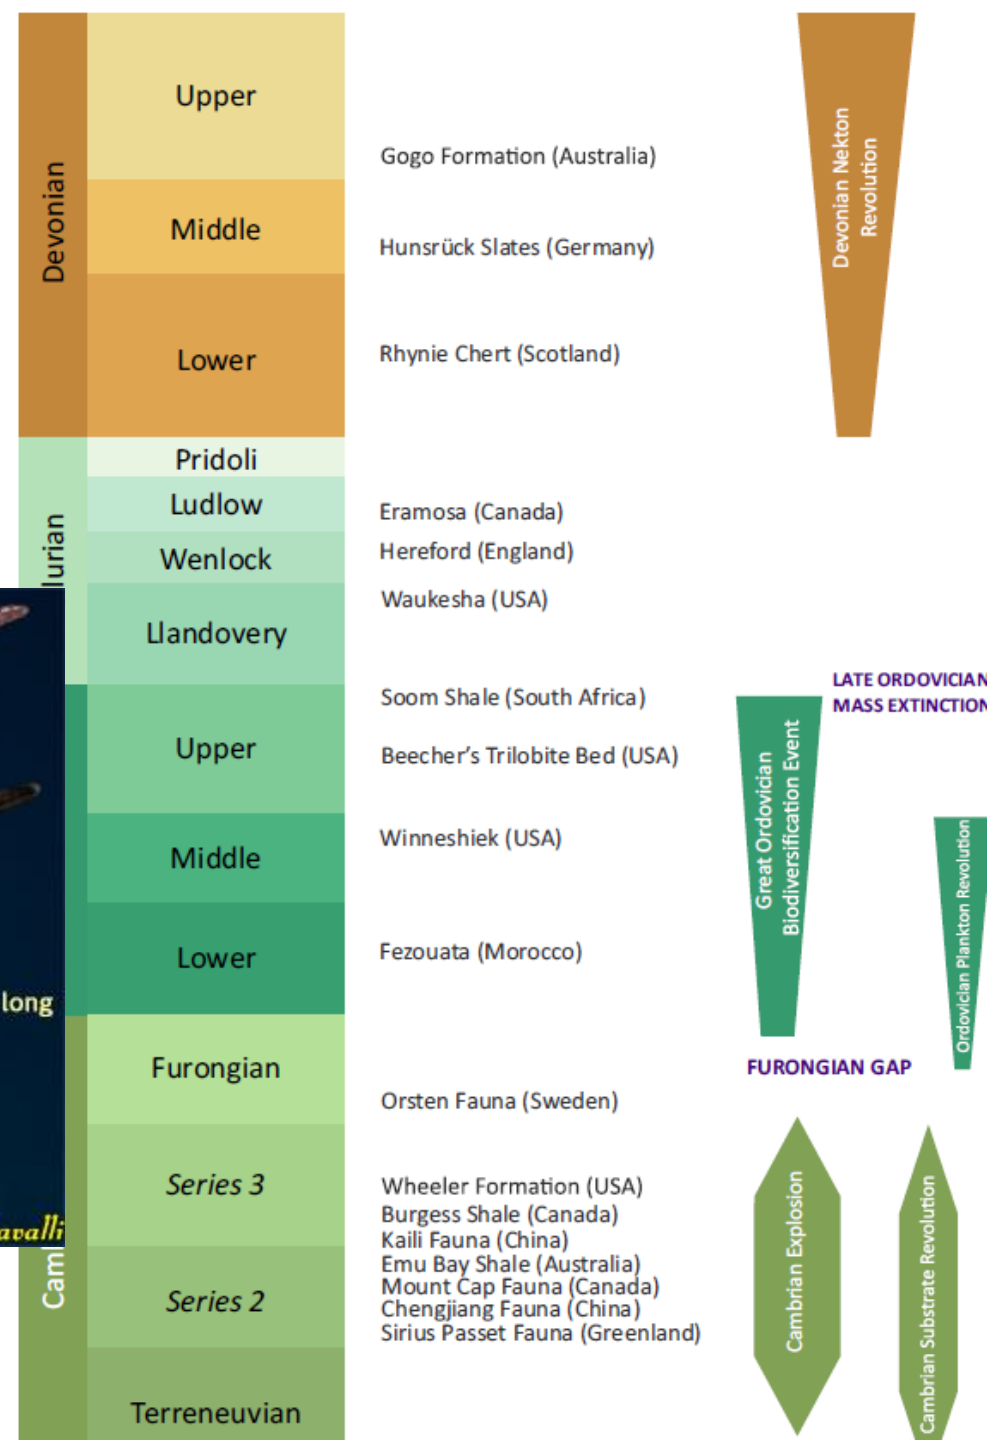 Devonian
Upper
Middle
Lower
Gogo Formation (Australia)
Hunsrück Slates (Germany)
Rhynie Chert (Scotland)
Devonian Nekton
Revolution
lurian
Pridoli
Ludlow
Wenlock
Llandovery
Eramosa (Canada)
Hereford (England)
Waukesha (USA)
Upper
Middle
Lower
Soom Shale (South Africa)
Beecher's Trilobite Bed (USA)
Winneshiek (USA)
Fezouata (Morocco)
LATE ORDOVICIAN
MASS EXTINCTION
Great Ordovician
Biodiversification Event
Ordovician Plankton Revolution
long
avalli
Cam
Furongian
Series 3
Series 2
Terreneuvian
FURONGIAN GAP
Orsten Fauna (Sweden)
Wheeler Formation (USA)
Burgess Shale (Canada)
Kaili Fauna (China)
Emu Bay Shale (Australia)
Mount Cap Fauna (Canada)
Chengjiang Fauna (China)
Sirius Passet Fauna (Greenland)
Cambrian Explosion
Cambrian Substrate Revolution